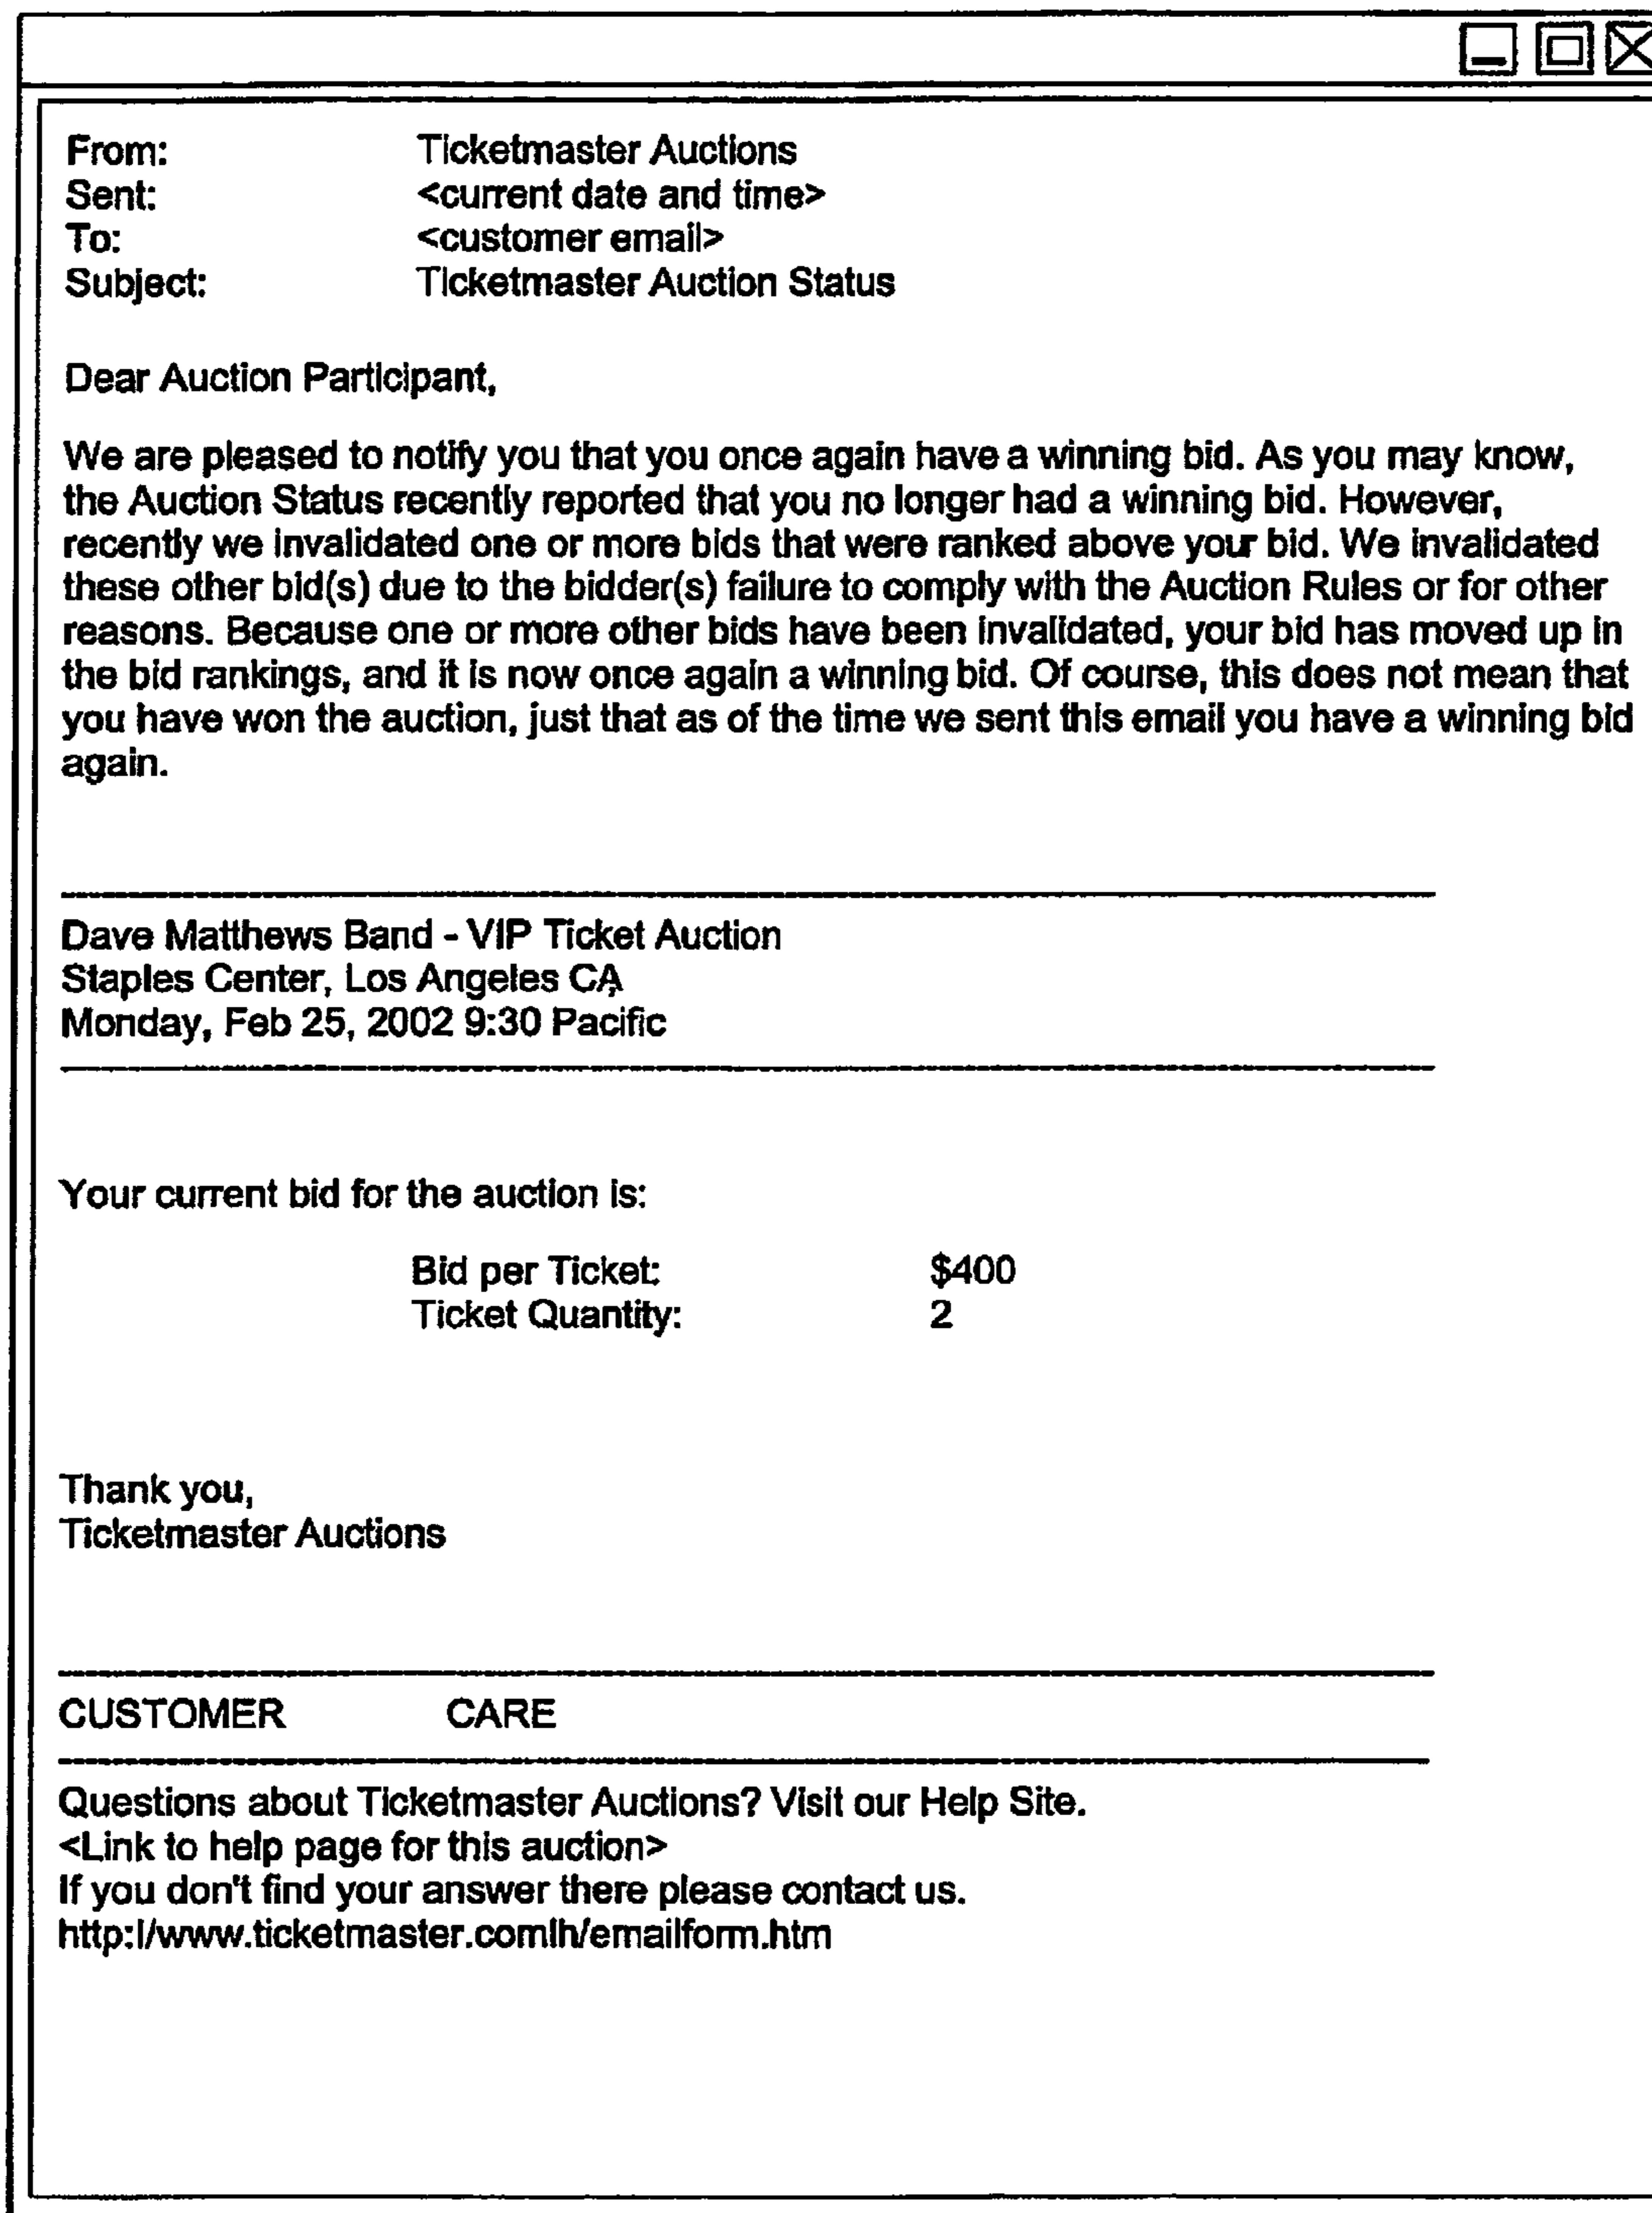 From: Ticketmaster Auctions
Sent: <current date and time>
To: <customer email>
Subject: Ticketmaster Auction Status
Dear Auction Participant,
We are pleased to notify you that you once again have a winning bid. As you may know,
the Auction Status recently reported that you no longer had a winning bid. However,
recently we invalidated one or more bids that were ranked above your bid. We invalidated
these other bid(s) due to the bidder(s) failure to comply with the Auction Rules or for other
reasons. Because one or more other bids have been invalidated, your bid has moved up in
the bid rankings, and it is now once again a winning bid. Of course, this does not mean that
you have won the auction, just that as of the time we sent this email you have a winning bid
again.
Dave Matthews Band - VIP Ticket Auction
Staples Center, Los Angeles CA
Monday, Feb 25, 2002 9:30 Pacific
Your current bid for the auction is:
Bid per Ticket: $400
Ticket Quantity: 2
Thank you,
Ticketmaster Auctions
CUSTOMER CARE
Questions about Ticketmaster Auctions? Visit our Help Site.
<Link to help page for this auction>
If you don't find your answer there please contact us.
http:l/www.ticketmaster.comlh/emailform.htm